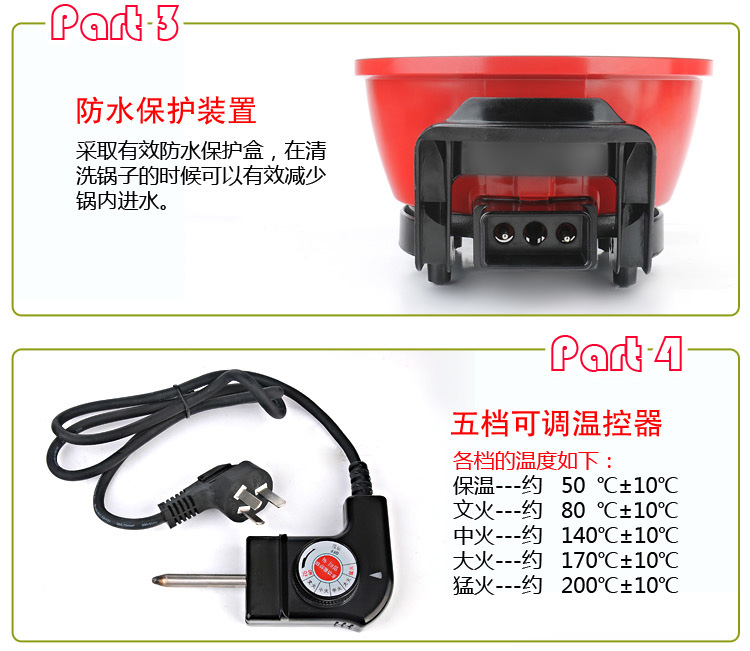 Part 3
防水保护装置
采取有效防水保护盒，在清
洗锅子的时候可以有效减少
锅内进水。
Part 4
五档可调温控器
各档的温度如下：
保温---约 50 ℃±10℃
文火---约 80 ℃±10℃
中火---约 140℃±10℃
大火---约 170℃±10℃
猛火---约 200℃±10℃